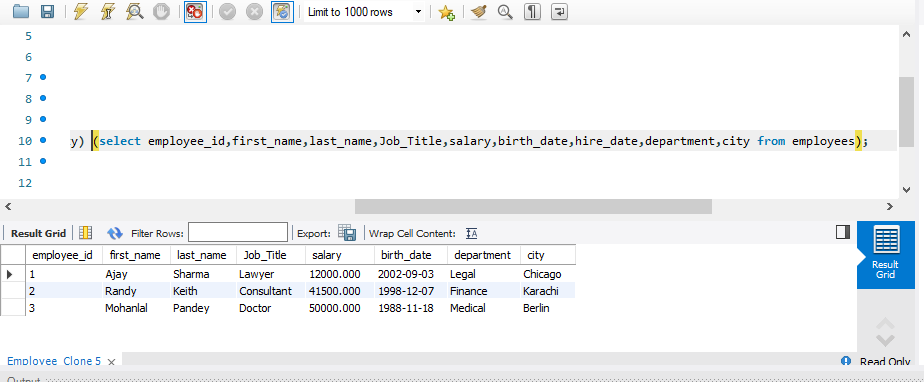 Limit to 1000 rows
5
6
7
8
9
10 y) (select employee_id,first_name,last_name,Job_Title,salary,birth_date,hire_date,department,city from employees);
11
12
Result Grid Filter Rows: Export: Wrap Cell Content:
employee_id first_name last_name Job_Title salary birth_date department city
1 Ajay Sharma Lawyer 12000.000 2002-09-03 Legal Chicago
2 Randy Keith Consultant 41500.000 1998-12-07 Finance Karachi
3 Mohanlal Pandey Doctor 50000.000 1988-11-18 Medical Berlin
Result
Grid
Employee_Clone 5 Read Only
Output